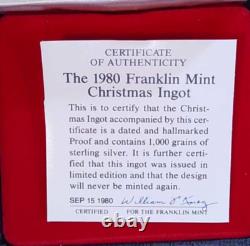 CERTIFICATE
OF AUTHENTICITY
The 1980 Franklin Mint
Christmas Ingot
This is to certify that the Christ-
mas Ingot accompanied by this cer-
tificate is a dated and hallmarked
Proof and contains 1,000 grains of
sterling silver. It is further certi-
fied that this ingot was issued in
limited edition and that the design
will never be minted again.
SEP 15 1980 William
CERTIFIED FOR THE FRANKLIN MINT